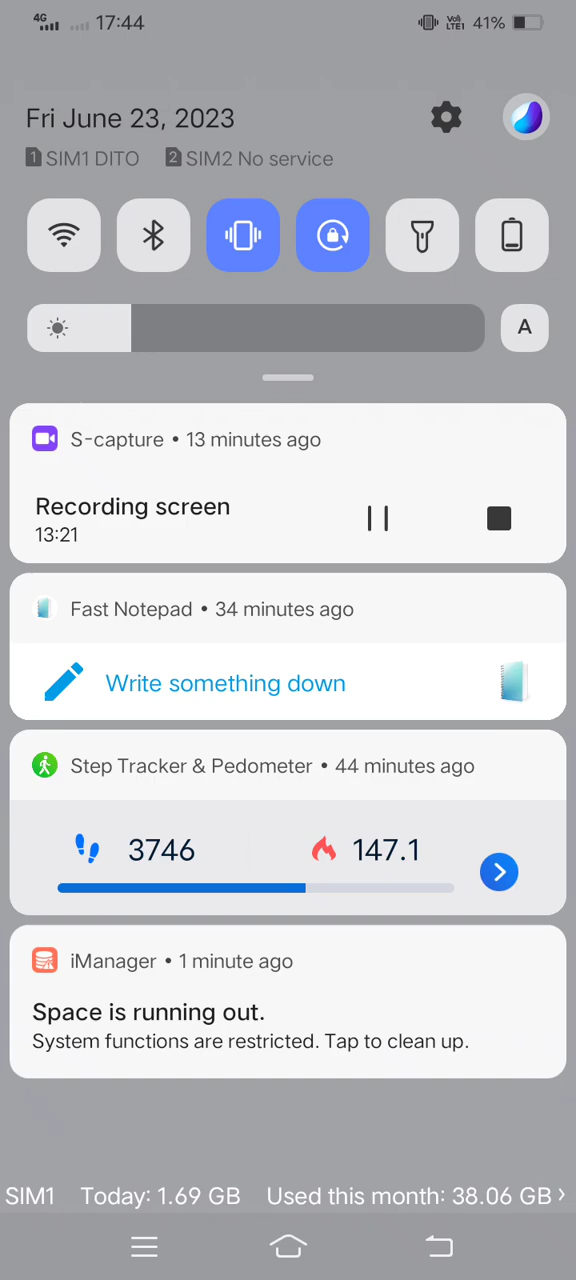 4G 17:44 VoB LTE1 41%
Fri June 23, 2023
1 SIM1 DITO 2 SIM2 No service
A
S-capture • 13 minutes ago
Recording screen
13:21
Fast Notepad • 34 minutes ago
Write something down
Step Tracker & Pedometer • 44 minutes ago
3746 147.1
iManager • 1 minute ago
Space is running out.
System functions are restricted. Tap to clean up.
SIM1 Today: 1.69 GB Used this month: 38.06 GB ›